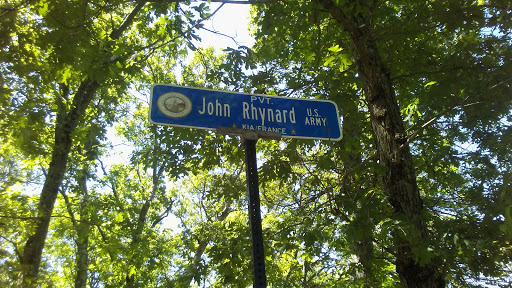 PVT.
John Rhynard U.S. ARMY
KIA/FRANCE